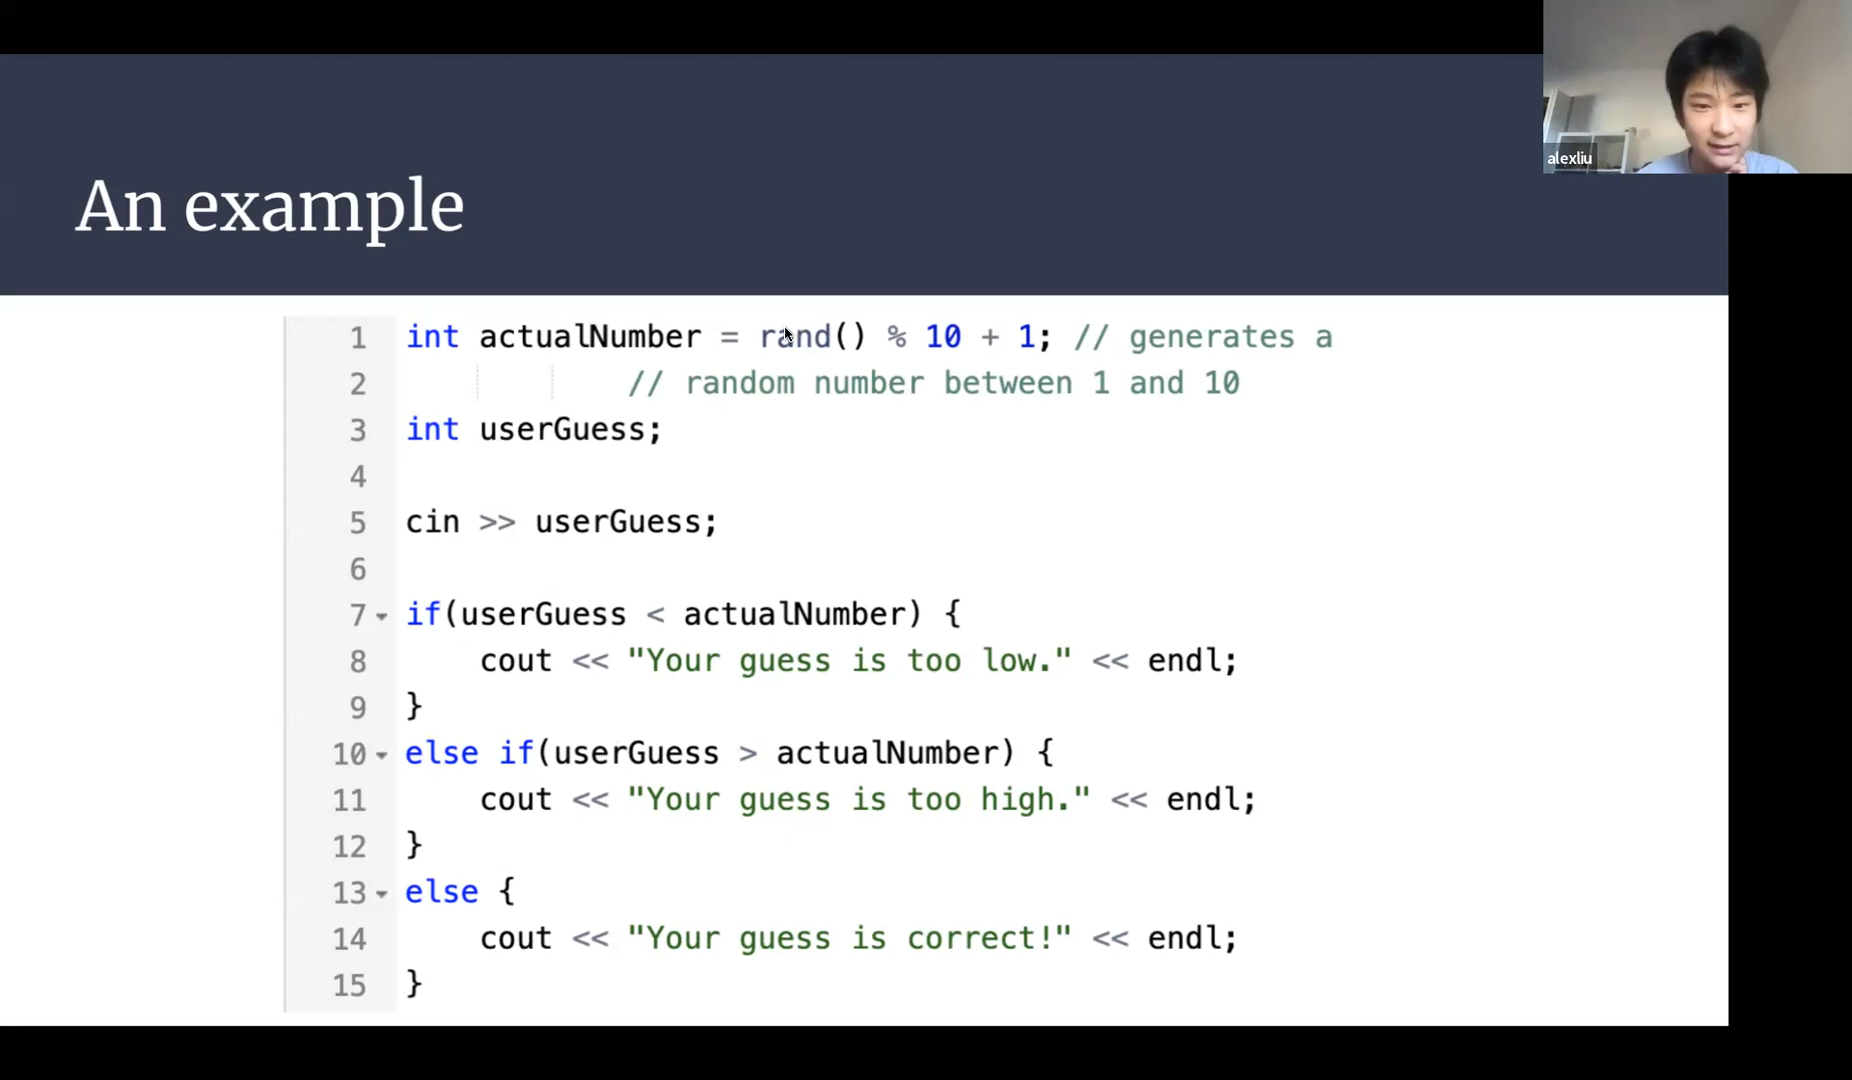 alexliu
An example
1 int actualNumber = rand() % 10 + 1; // generates a
2 // random number between 1 and 10
3 int userGuess;
4
5 cin >> userGuess;
6
7 if(userGuess < actualNumber) {
8 cout << "Your guess is too low." << endl;
9 }
10 else if(userGuess > actualNumber) {
11 cout << "Your guess is too high." << endl;
12 }
13 else {
14 cout << "Your guess is correct!" << endl;
15 }